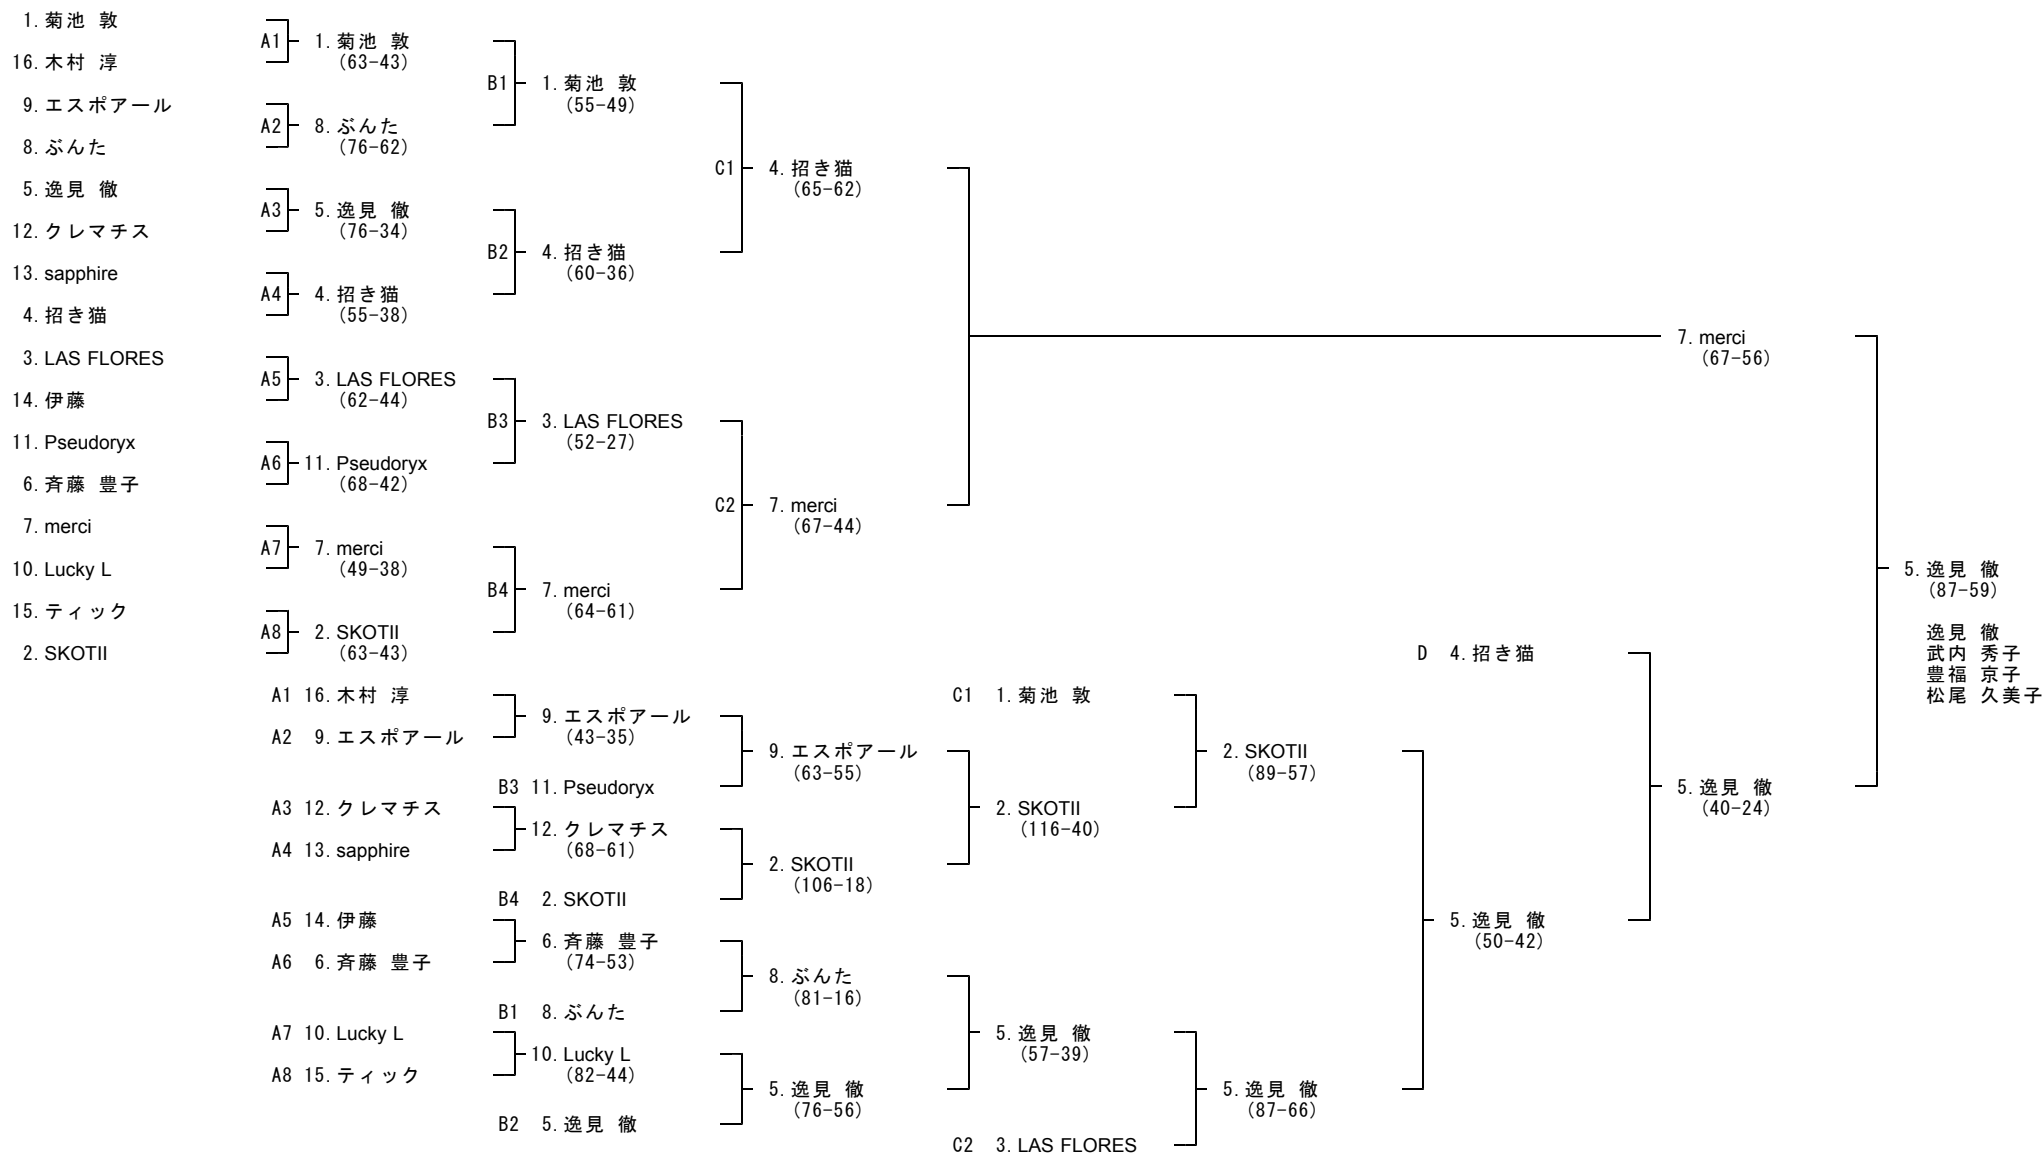 1. 菊池 敦
16. 木村 淳
9. エスポアール
8. ぶんた
5. 逸見 徹
12. クレマチス
13. sapphire
4. 招き猫
3. LAS FLORES
14. 伊藤
11. Pseudoryx
6. 斉藤 豊子
7. merci
10. Lucky L
15. ティック
2. SKOTII
A1 1. 菊池 敦
(63-43)
A2 8. ぶんた
(76-62)
A3 5. 逸見 徹
(76-34)
A4 4. 招き猫
(55-38)
A5 3. LAS FLORES
(62-44)
A6 11. Pseudoryx
(68-42)
A7 7. merci
(49-38)
A8 2. SKOTII
(63-43)
B1 1. 菊池 敦
(55-49)
B2 4. 招き猫
(60-36)
B3 3. LAS FLORES
(52-27)
B4 7. merci
(64-61)
C1 4. 招き猫
(65-62)
C2 7. merci
(67-44)
7. merci
(67-56)
5. 逸見 徹
(87-59)
逸見 徹
武内 秀子
豊福 京子
松尾 久美子
A1 16. 木村 淳
A2 9. エスポアール
A3 12. クレマチス
A4 13. sapphire
A5 14. 伊藤
A6 6. 斉藤 豊子
A7 10. Lucky L
A8 15. ティック
9. エスポアール
(43-35)
B3 11. Pseudoryx
12. クレマチス
(68-61)
B4 2. SKOTII
6. 斉藤 豊子
(74-53)
B1 8. ぶんた
10. Lucky L
(82-44)
B2 5. 逸見 徹
9. エスポアール
(63-55)
2. SKOTII
(106-18)
8. ぶんた
(81-16)
5. 逸見 徹
(76-56)
C1 1. 菊池 敦
2. SKOTII
(116-40)
5. 逸見 徹
(57-39)
C2 3. LAS FLORES
2. SKOTII
(89-57)
5. 逸見 徹
(87-66)
D 4. 招き猫
5. 逸見 徹
(50-42)
5. 逸見 徹
(40-24)